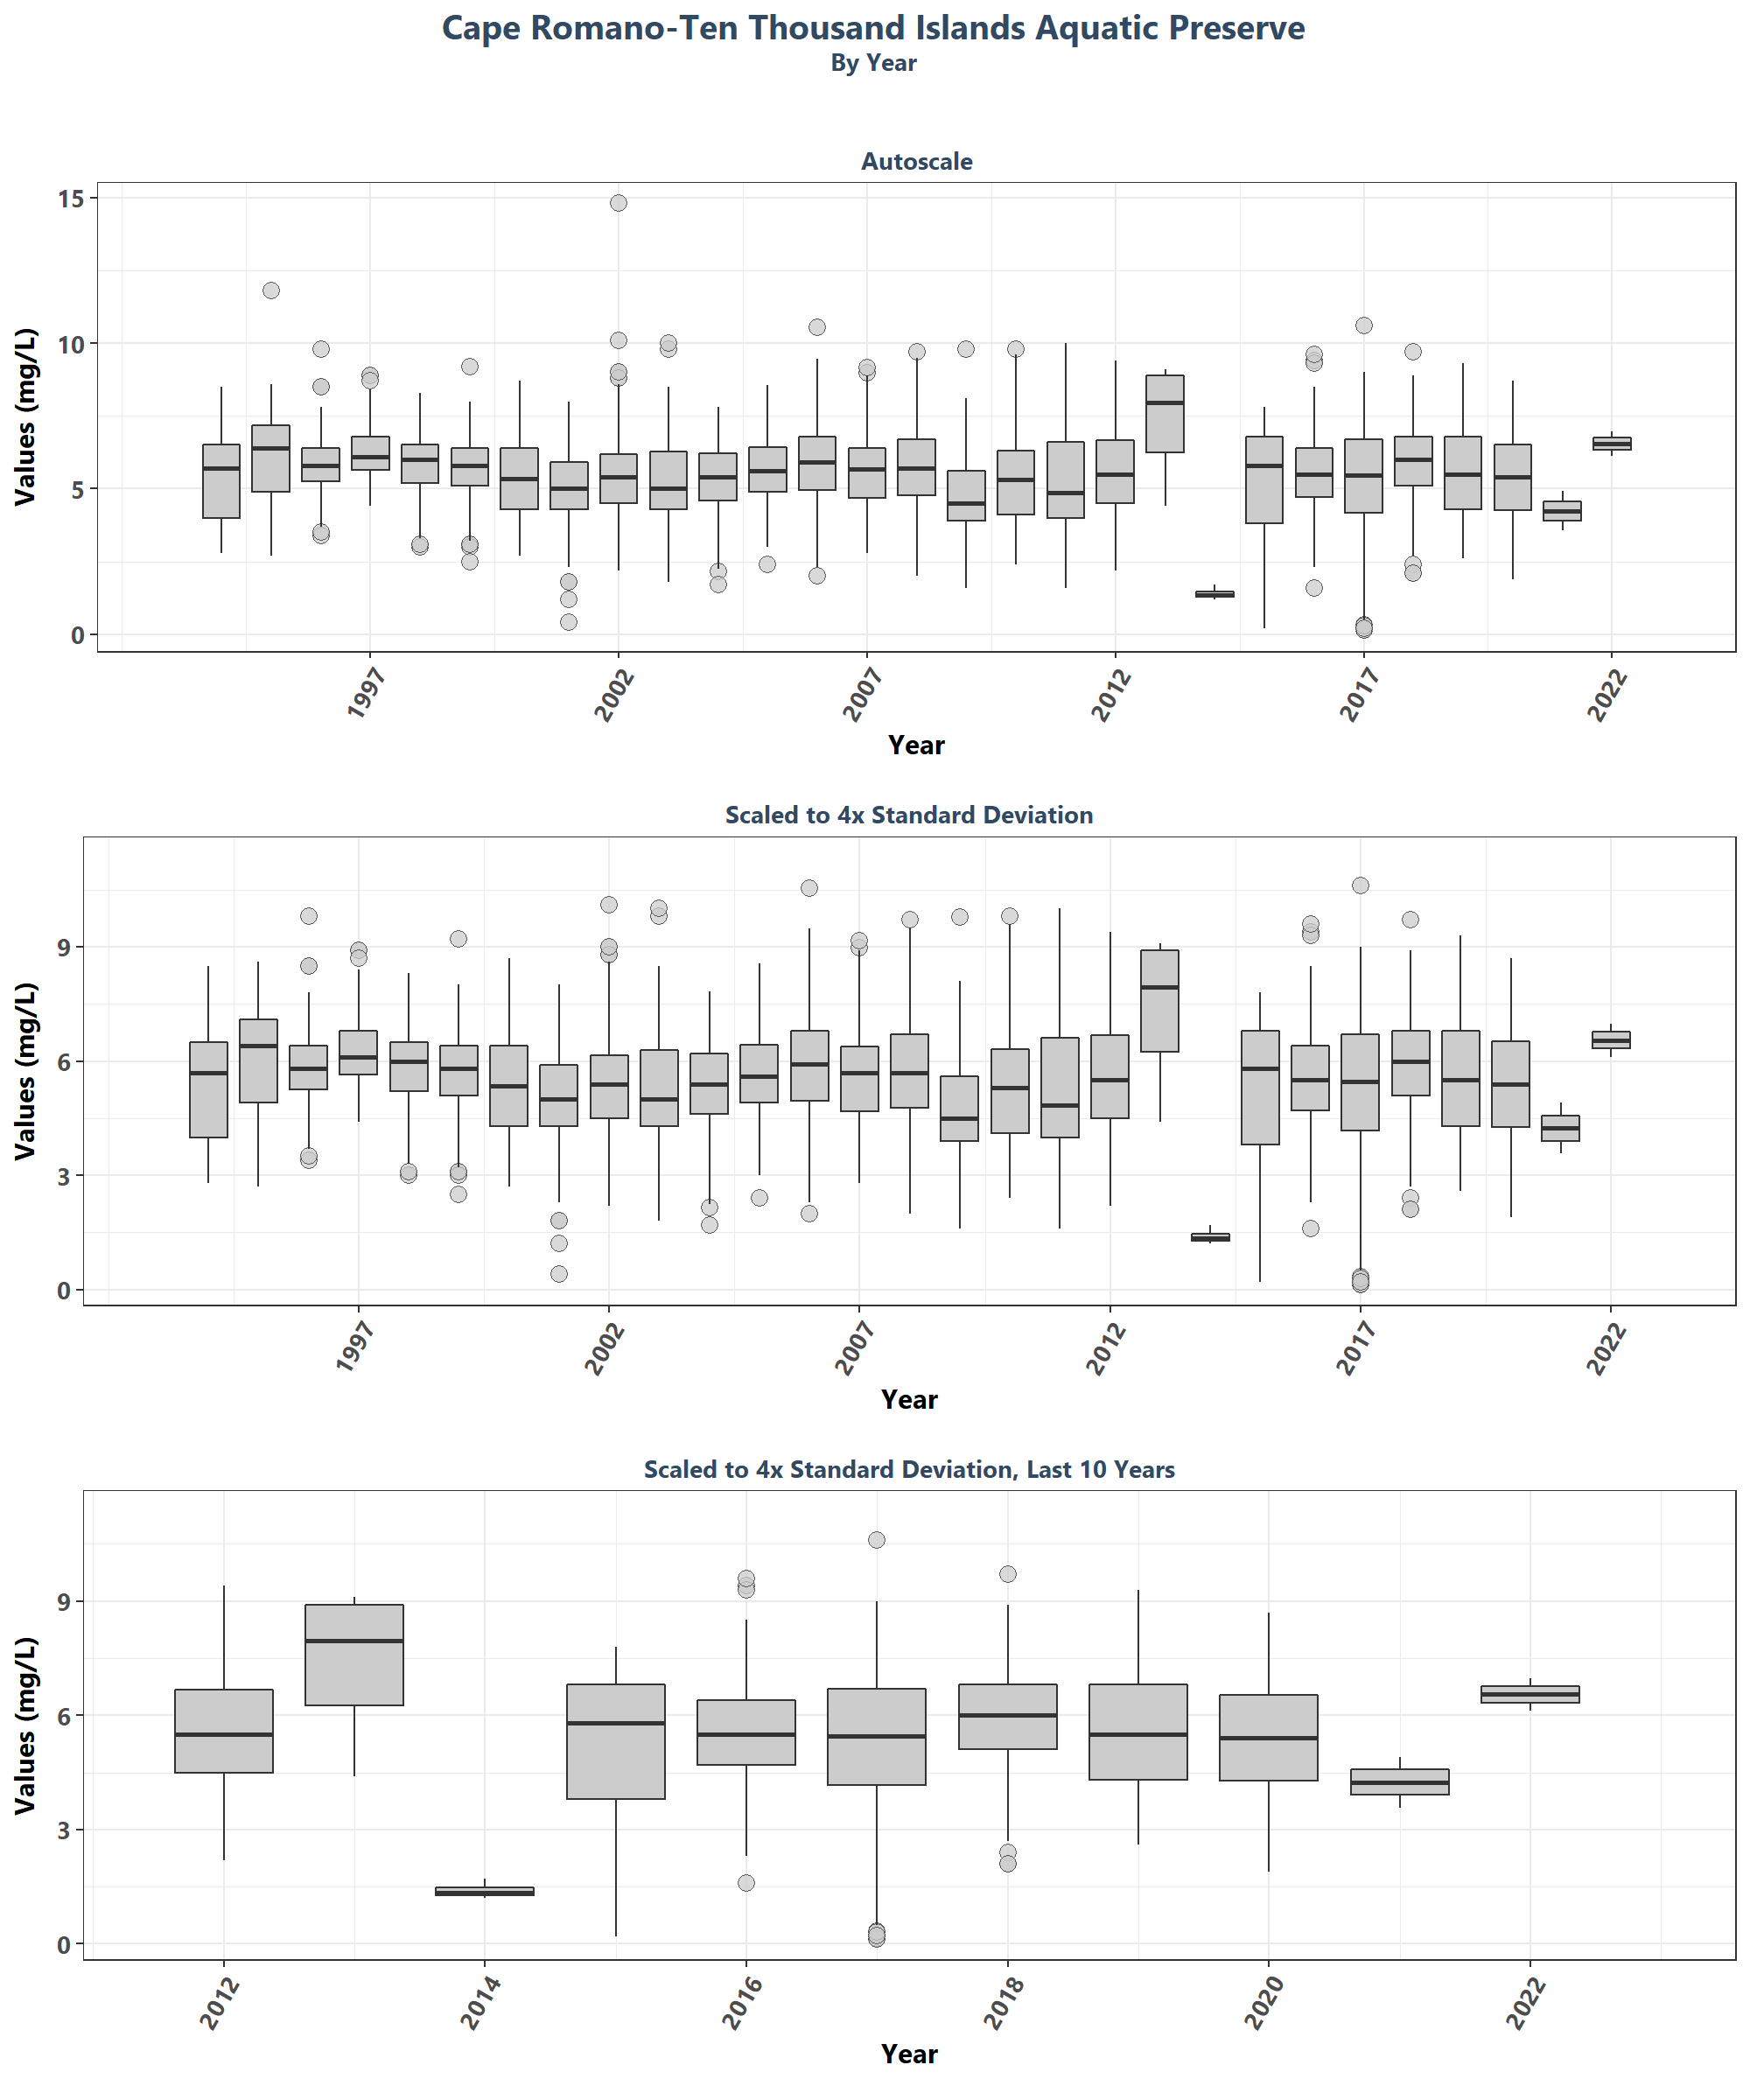 Cape Romano-Ten Thousand Islands Aquatic Preserve
By Year
Autoscale
Values (mg/L)
15
10
5
0
1997
2002
2007
2012
2017
2022
Year
Scaled to 4x Standard Deviation
Values (mg/L)
9
6
3
0
1997
2002
2007
2012
2017
2022
Year
Scaled to 4x Standard Deviation, Last 10 Years
Values (mg/L)
9
6
3
0
2012
2014
2016
2018
2020
2022
Year